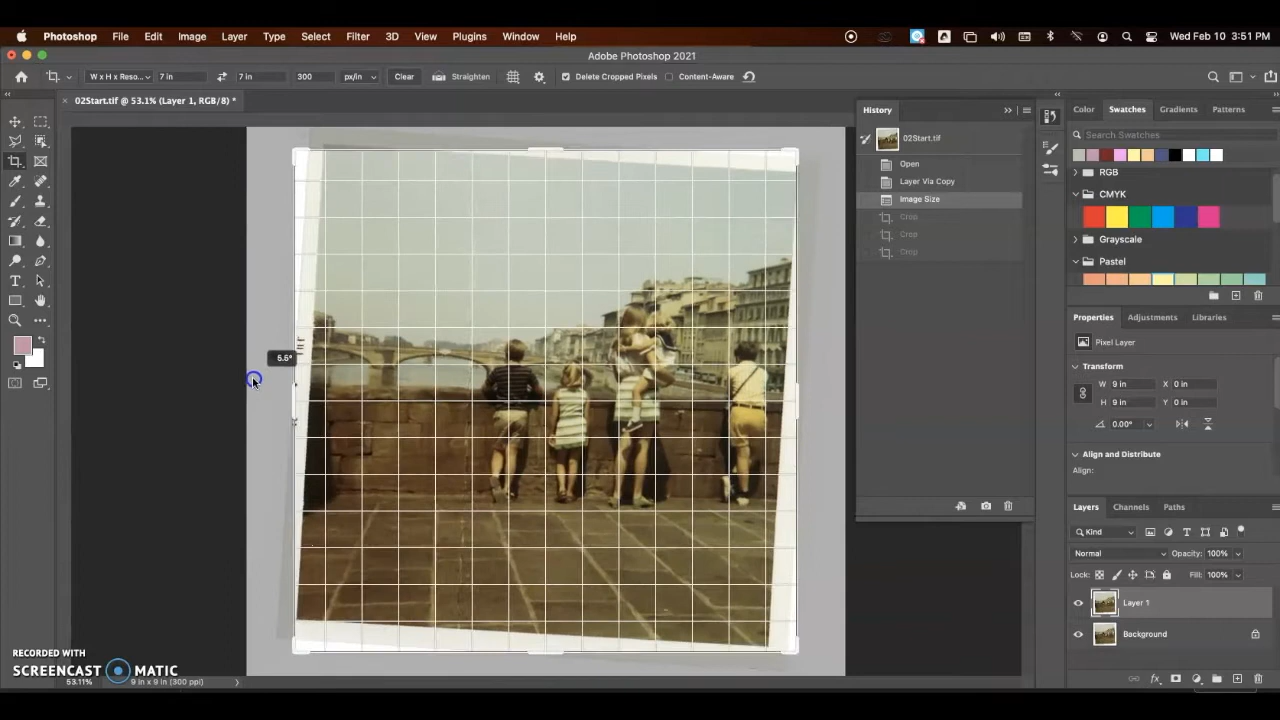 Photoshop File Edit Image Layer Type Select Filter 3D View Plugins Window Help Wed Feb 10 3:51 PM
Adobe Photoshop 2021
W x H x Reso... 7 in 7 in 300 px/in Clear Straighten Delete Cropped Pixels Content-Aware
02Start.tif @ 53.1% (Layer 1, RGB/8) *
History
Color Swatches Gradients Patterns
Search Swatches
02Start.tif
Open
Layer Via Copy
Image Size
Crop
Crop
Crop
RGB
CMYK
Grayscale
Pastel
Properties Adjustments Libraries
Pixel Layer
Transform
W 9 in X 0 in
H 9 in Y 0 in
0.00°
Align and Distribute
Align:
Layers Channels Paths
Kind
Normal Opacity: 100%
Lock: Fill: 100%
Layer 1
Background
5.5°
RECORDED WITH
SCREENCAST MATIC
53.11% 9 in x 9 in (300 ppi)